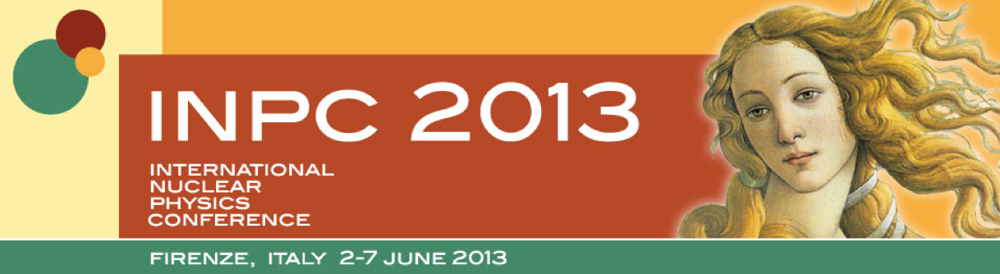 INPC 2013
INTERNATIONAL
NUCLEAR
PHYSICS
CONFERENCE
FIRENZE, ITALY 2-7 JUNE 2013